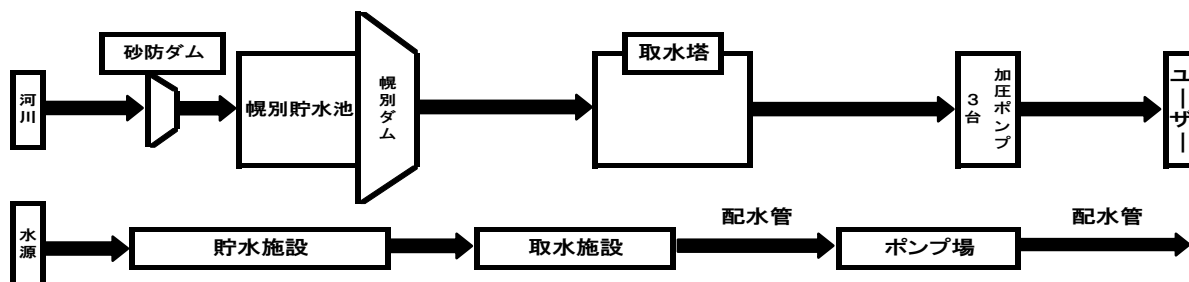 砂防ダム
取水塔
河川
幌別貯水池
幌別ダム
加圧ポンプ
３台
ユーザー
水源
貯水施設
取水施設
配水管
ポンプ場
配水管